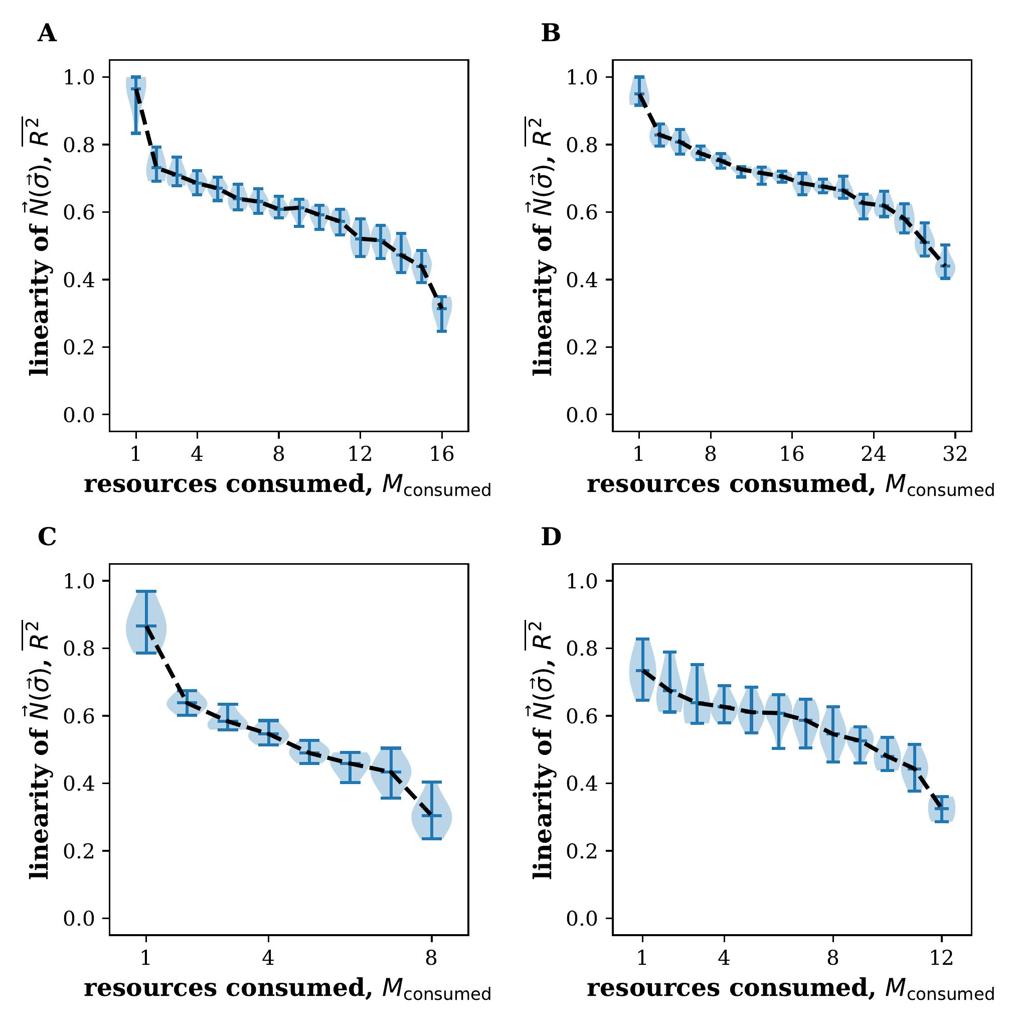 A
linearity of N⃗(σ⃗), R̅²
1.0
0.8
0.6
0.4
0.2
0.0
1 4 8 12 16
resources consumed, M_consumed
B
linearity of N⃗(σ⃗), R̅²
1.0
0.8
0.6
0.4
0.2
0.0
1 8 16 24 32
resources consumed, M_consumed
C
linearity of N⃗(σ⃗), R̅²
1.0
0.8
0.6
0.4
0.2
0.0
1 4 8
resources consumed, M_consumed
D
linearity of N⃗(σ⃗), R̅²
1.0
0.8
0.6
0.4
0.2
0.0
1 4 8 12
resources consumed, M_consumed